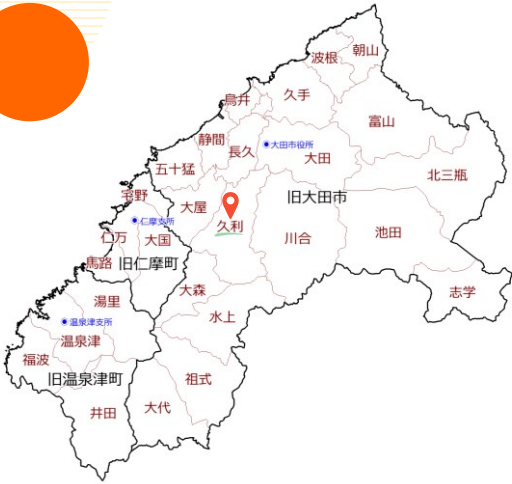 朝山
波根
久手
鳥井
富山
静間
長久
大田市役所
大田
五十猛
北三瓶
宅野
大屋
旧大田市
久利
仁摩支所
池田
川合
仁万
大国
馬路
旧仁摩町
志学
大森
湯里
水上
温泉津支所
温泉津
福波
旧温泉津町
祖式
井田
大代